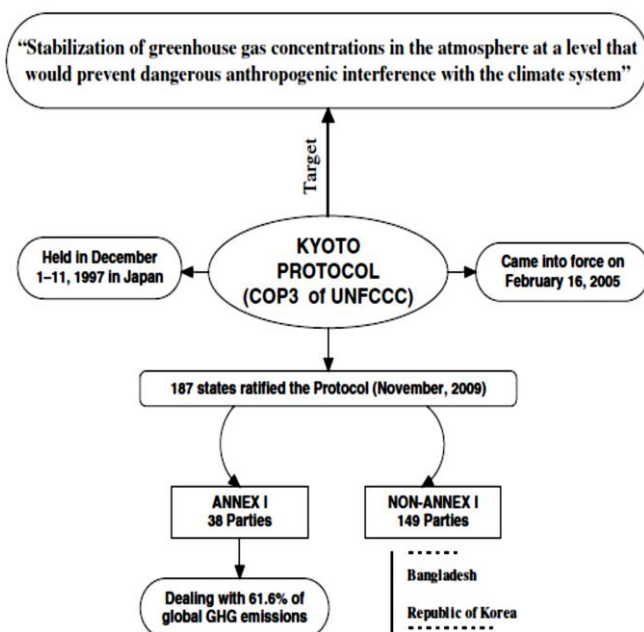 “Stabilization of greenhouse gas concentrations in the atmosphere at a level that
would prevent dangerous anthropogenic interference with the climate system”
Target
KYOTO
PROTOCOL
(COP3 of UNFCCC)
Held in December
1–11, 1997 in Japan
Came into force on
February 16, 2005
187 states ratified the Protocol (November, 2009)
ANNEX I
38 Parties
NON-ANNEX I
149 Parties
Dealing with 61.6% of
global GHG emissions
Bangladesh
Republic of Korea